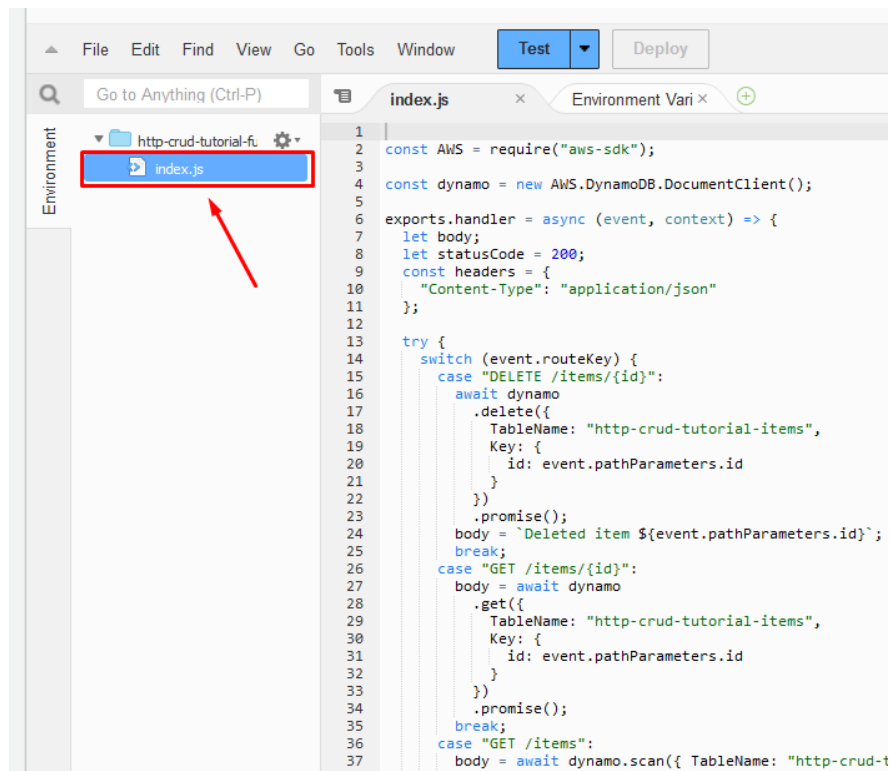 File Edit Find View Go Tools Window Test Deploy
Go to Anything (Ctrl-P) index.js × Environment Vari ×
Environment
http-crud-tutorial-fu
index.js
1
2 const AWS = require("aws-sdk");
3
4 const dynamo = new AWS.DynamoDB.DocumentClient();
5
6 exports.handler = async (event, context) => {
7   let body;
8   let statusCode = 200;
9   const headers = {
10     "Content-Type": "application/json"
11   };
12
13   try {
14     switch (event.routeKey) {
15       case "DELETE /items/{id}":
16         await dynamo
17           .delete({
18             TableName: "http-crud-tutorial-items",
19             Key: {
20               id: event.pathParameters.id
21             }
22           })
23           .promise();
24         body = `Deleted item ${event.pathParameters.id}`;
25         break;
26       case "GET /items/{id}":
27         body = await dynamo
28           .get({
29             TableName: "http-crud-tutorial-items",
30             Key: {
31               id: event.pathParameters.id
32             }
33           })
34           .promise();
35         break;
36       case "GET /items":
37         body = await dynamo.scan({ TableName: "http-crud-t